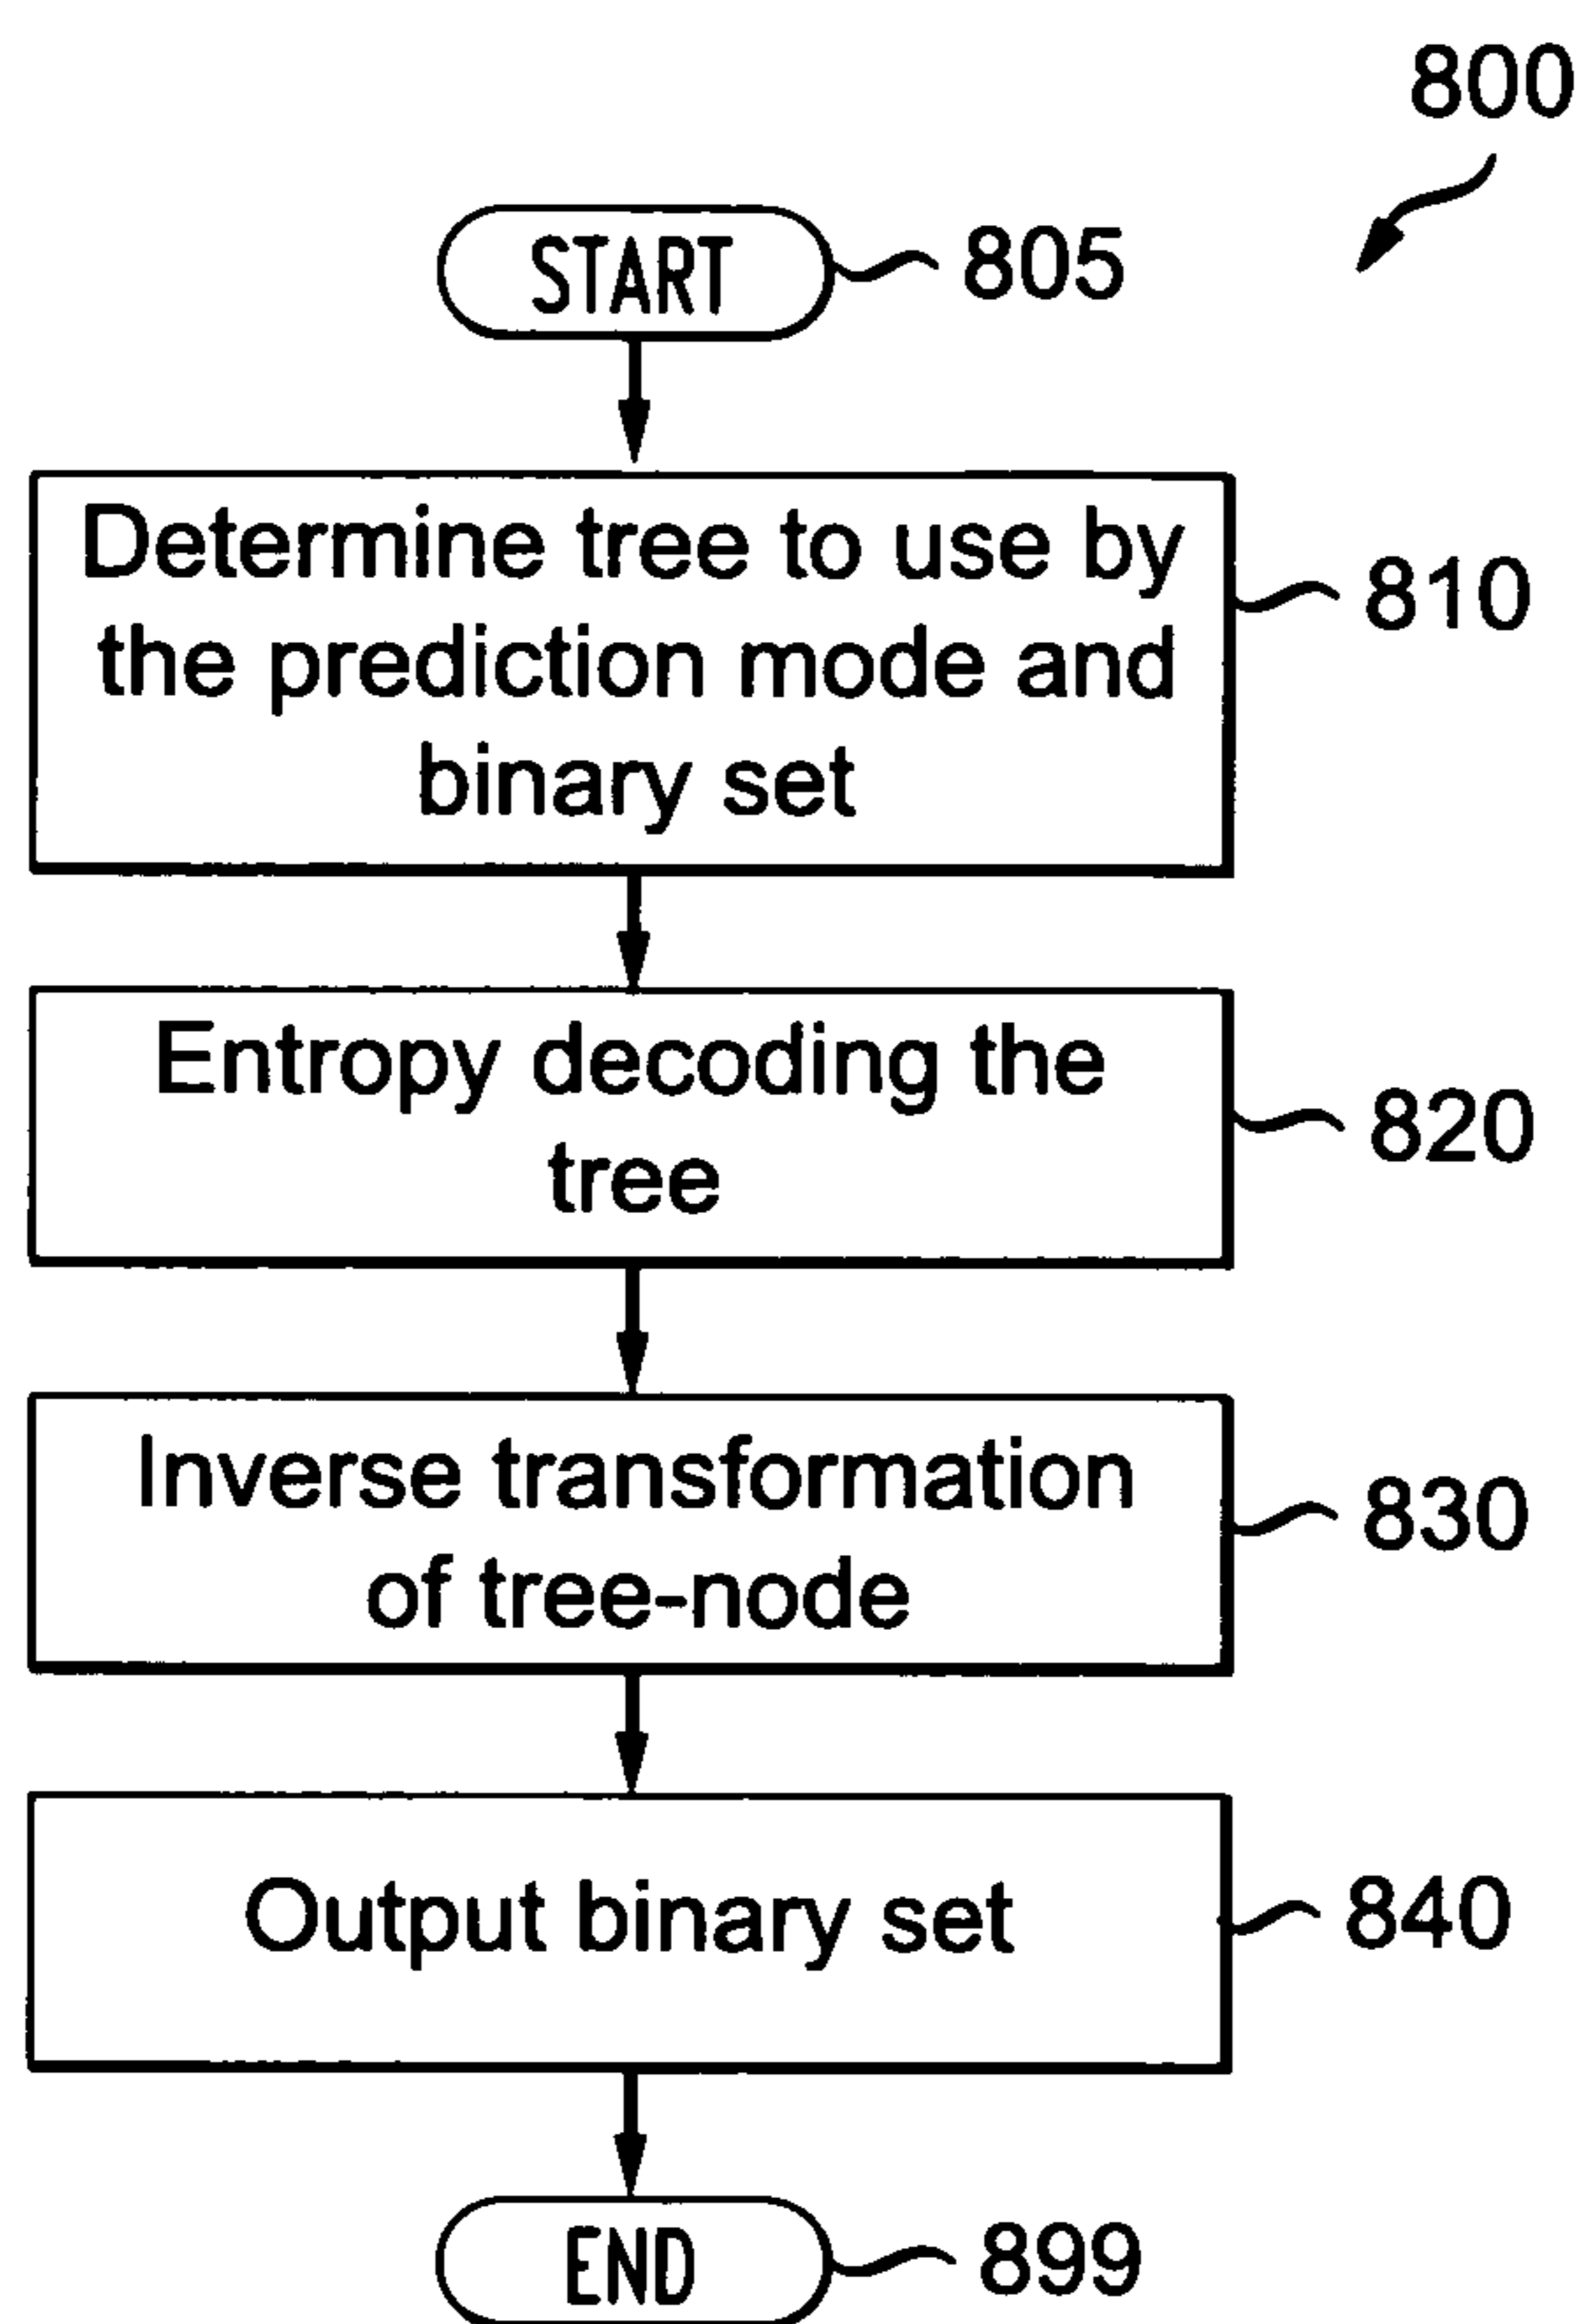 800
START
805
Determine tree to use by
the prediction mode and
binary set
810
Entropy decoding the
tree
820
Inverse transformation
of tree-node
830
Output binary set
840
END
899